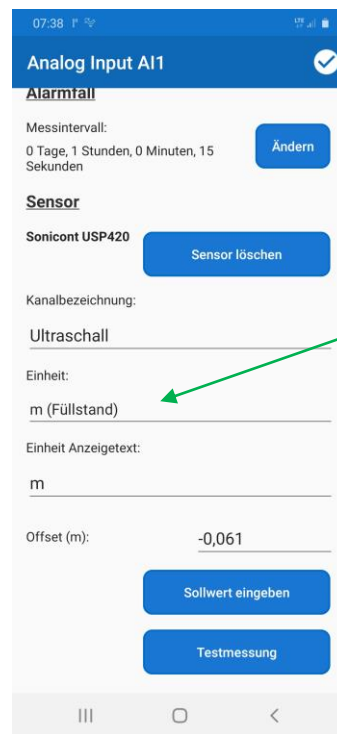 07:38
LTE
Analog Input AI1
Alarmfall
Messintervall:
0 Tage, 1 Stunden, 0 Minuten, 15
Sekunden
Ändern
Sensor
Sonicont USP420
Sensor löschen
Kanalbezeichnung:
Ultraschall
Einheit:
m (Füllstand)
Einheit Anzeigetext:
m
Offset (m):
-0,061
Sollwert eingeben
Testmessung